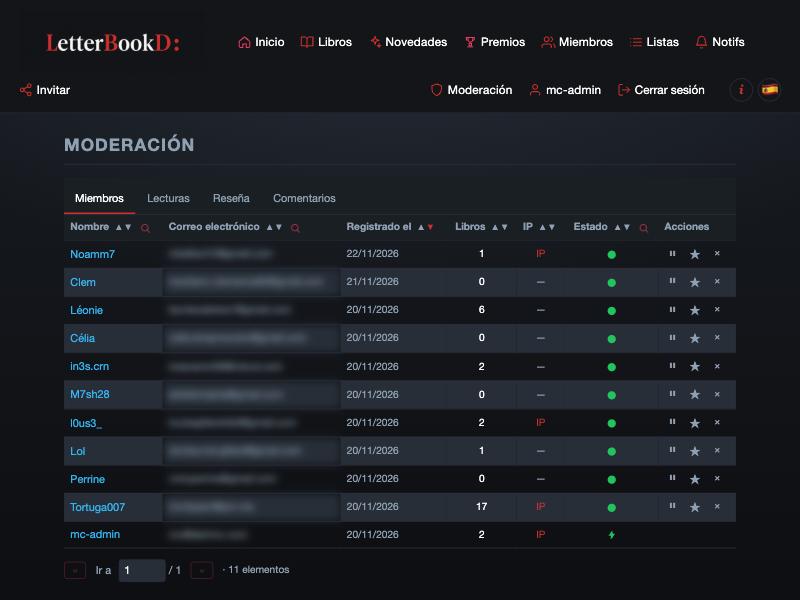 LetterBookD:
Inicio Libros Novedades Premios Miembros Listas Notifs
Invitar Moderación mc-admin Cerrar sesión i
MODERACIÓN
Miembros Lecturas Reseña Comentarios
Nombre ▲▼ Correo electrónico ▲▼ Registrado el ▲▼ Libros ▲▼ IP ▲▼ Estado ▲▼ Acciones
Noamm7 22/11/2026 1 IP
Clem 21/11/2026 0 —
Léonie 20/11/2026 6 —
Célia 20/11/2026 0 —
in3s.crn 20/11/2026 2 —
M7sh28 20/11/2026 0 —
l0us3_ 20/11/2026 2 IP
Lol 20/11/2026 1 —
Perrine 20/11/2026 0 —
Tortuga007 20/11/2026 17 IP
mc-admin 20/11/2026 2 IP
« Ir a 1 / 1 » · 11 elementos